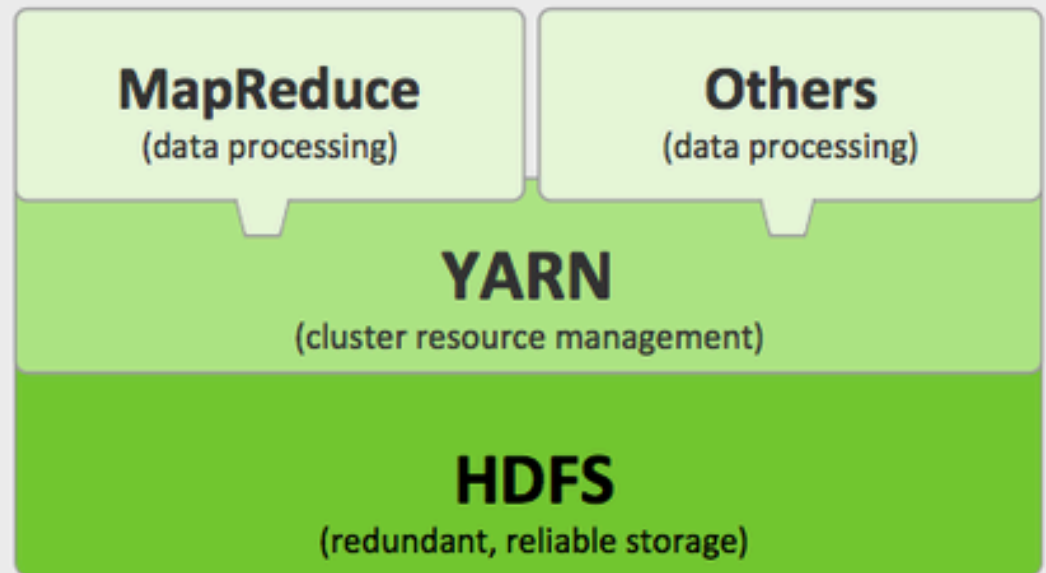 MapReduce
(data processing)
Others
(data processing)
YARN
(cluster resource management)
HDFS
(redundant, reliable storage)